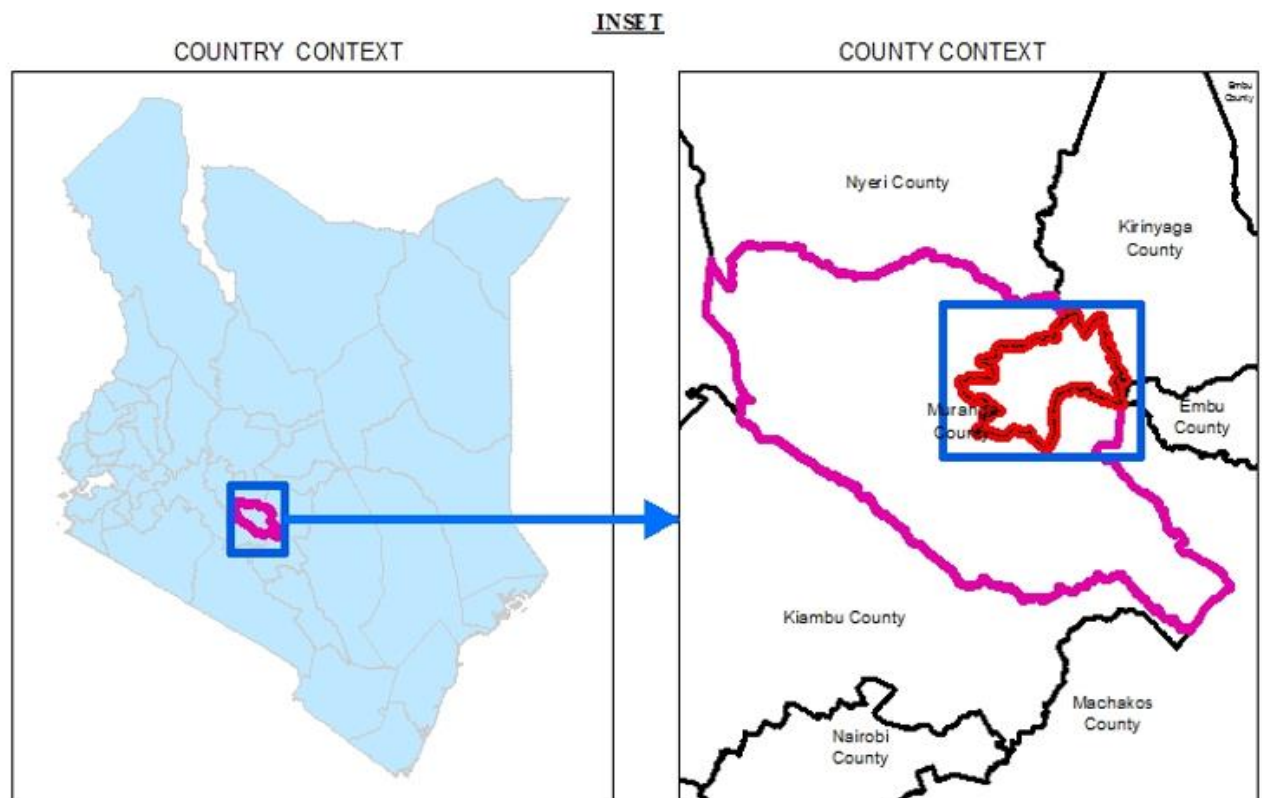 INSET
COUNTRY CONTEXT
COUNTY CONTEXT
Embu
County
Nyeri County
Kirinyaga
County
Muranga
County
Embu
County
Kiambu County
Machakos
County
Nairobi
County